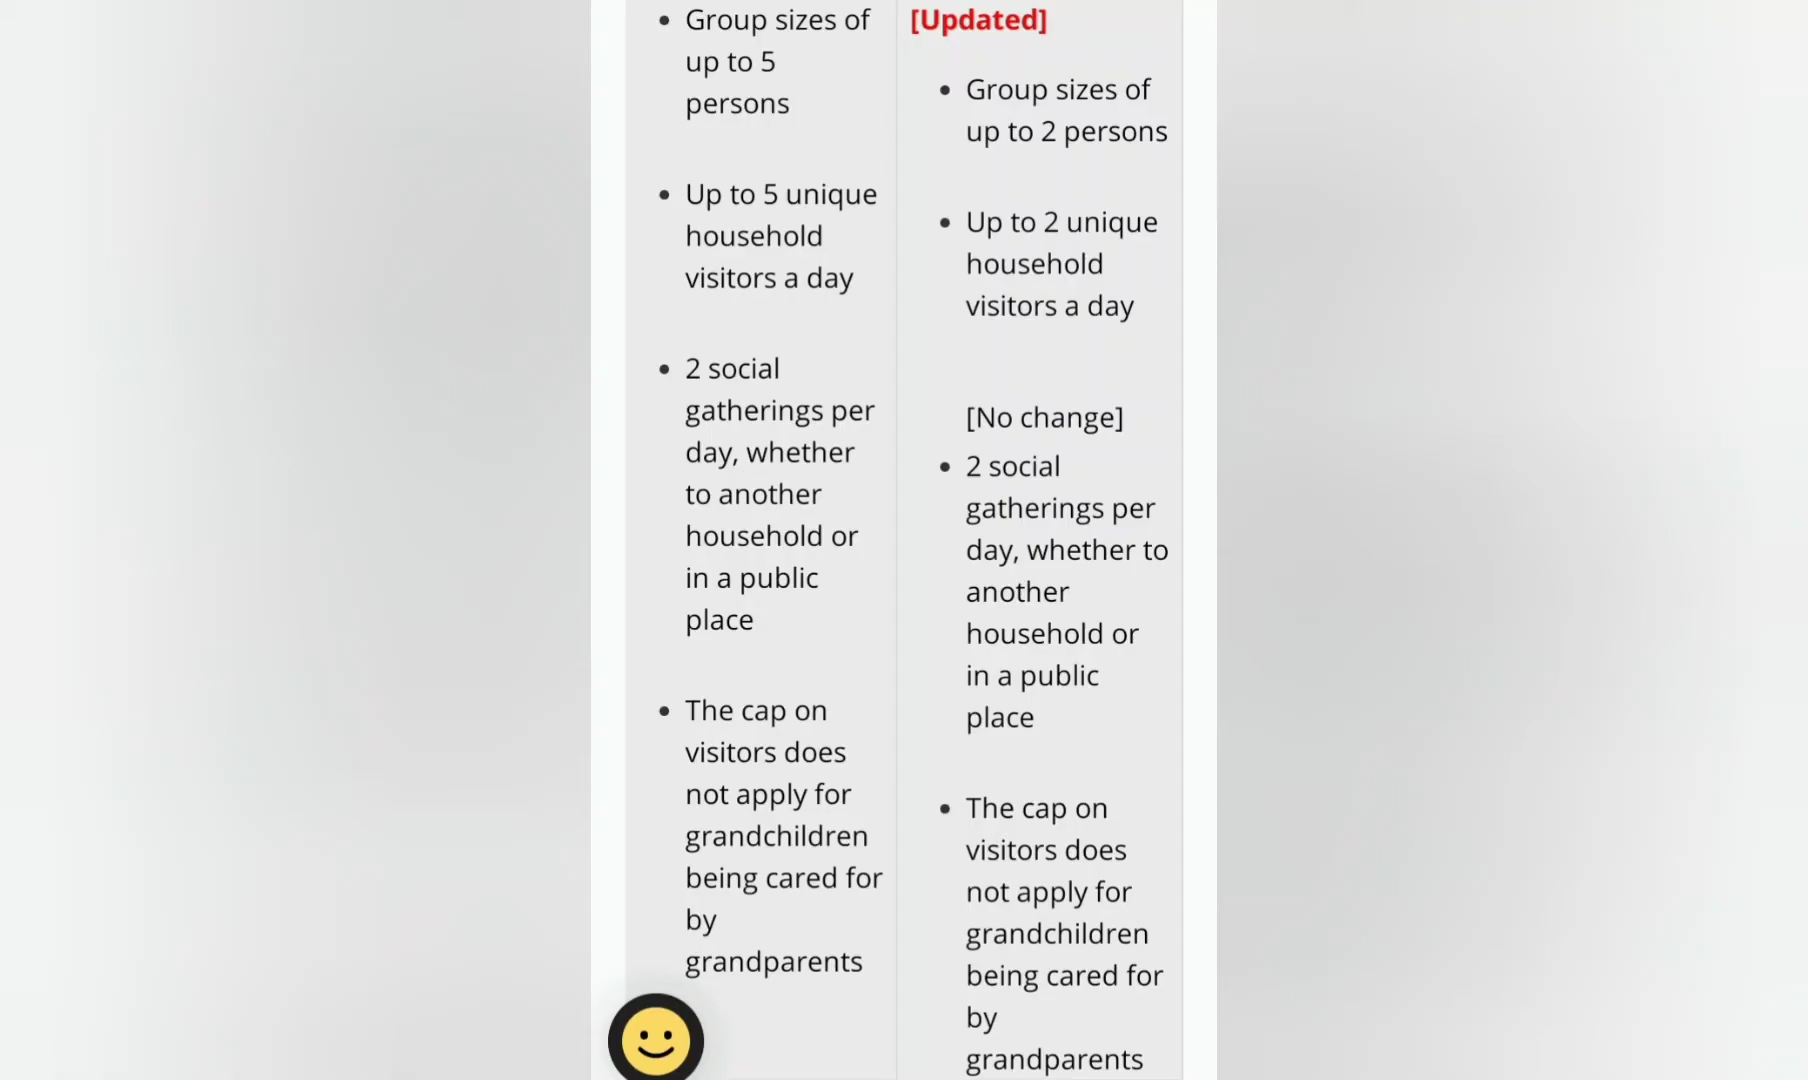 Group sizes of
up to 5
persons
Up to 5 unique
household
visitors a day
2 social
gatherings per
day, whether
to another
household or
in a public
place
The cap on
visitors does
not apply for
grandchildren
being cared for
by
grandparents
[Updated]
Group sizes of
up to 2 persons
Up to 2 unique
household
visitors a day
[No change]
2 social
gatherings per
day, whether to
another
household or
in a public
place
The cap on
visitors does
not apply for
grandchildren
being cared for
by
grandparents